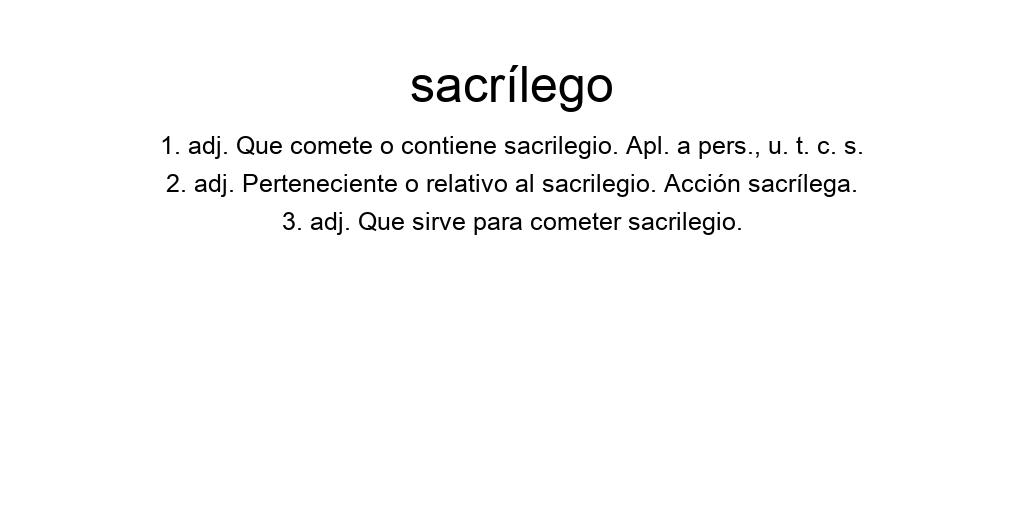 sacrílego
1. adj. Que comete o contiene sacrilegio. Apl. a pers., u. t. c. s.
2. adj. Perteneciente o relativo al sacrilegio. Acción sacrílega.
3. adj. Que sirve para cometer sacrilegio.